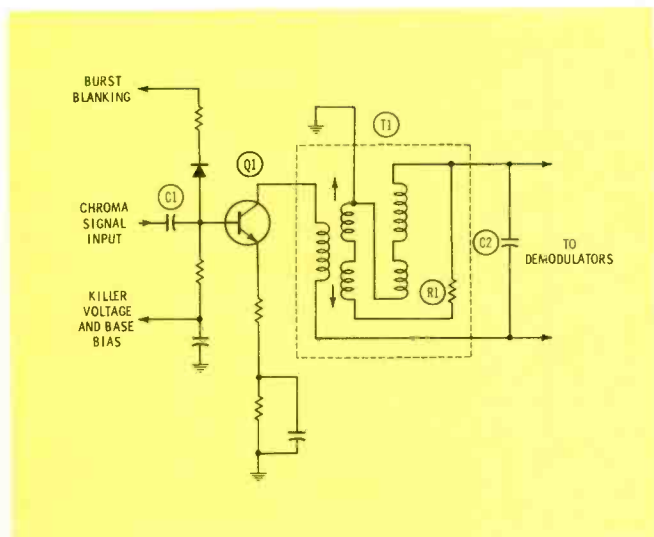 BURST
BLANKING
T1
Q1
C1
CHROMA
SIGNAL
INPUT
C2
TO
DEMODULATORS
R1
KILLER
VOLTAGE
AND BASE
BIAS